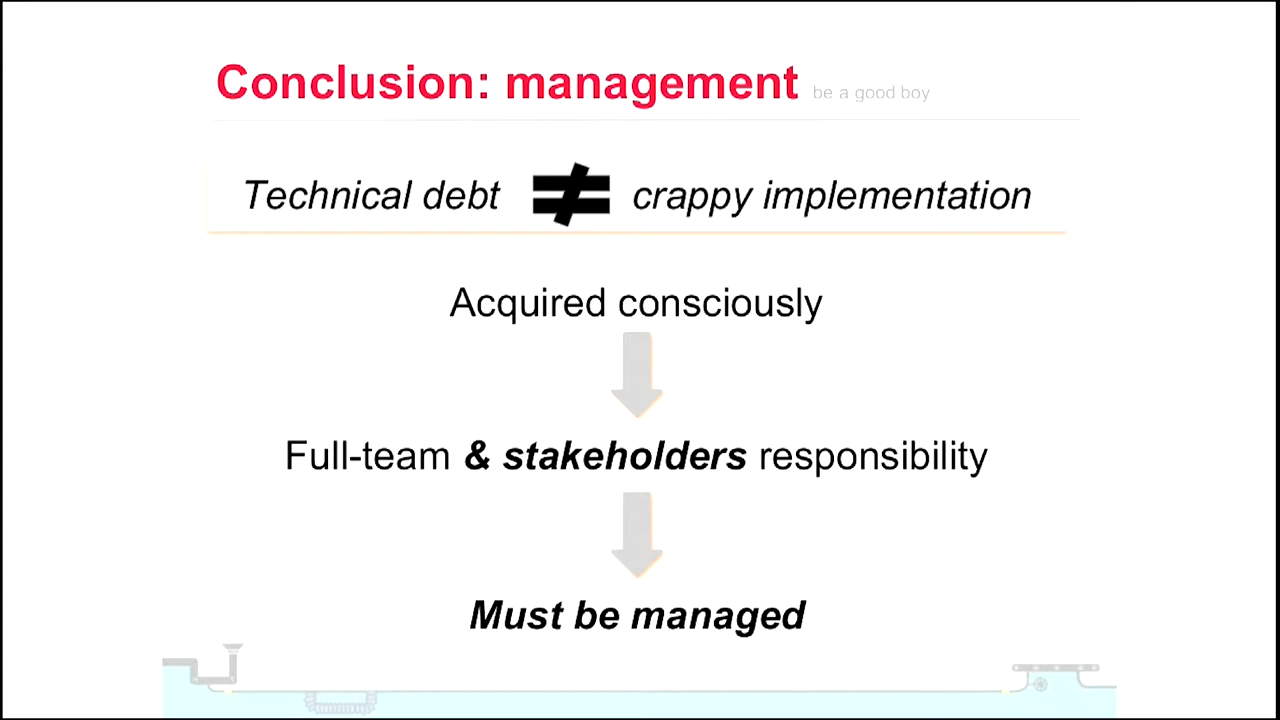 Conclusion: management be a good boy
Technical debt ≠ crappy implementation
Acquired consciously
Full-team & stakeholders responsibility
Must be managed